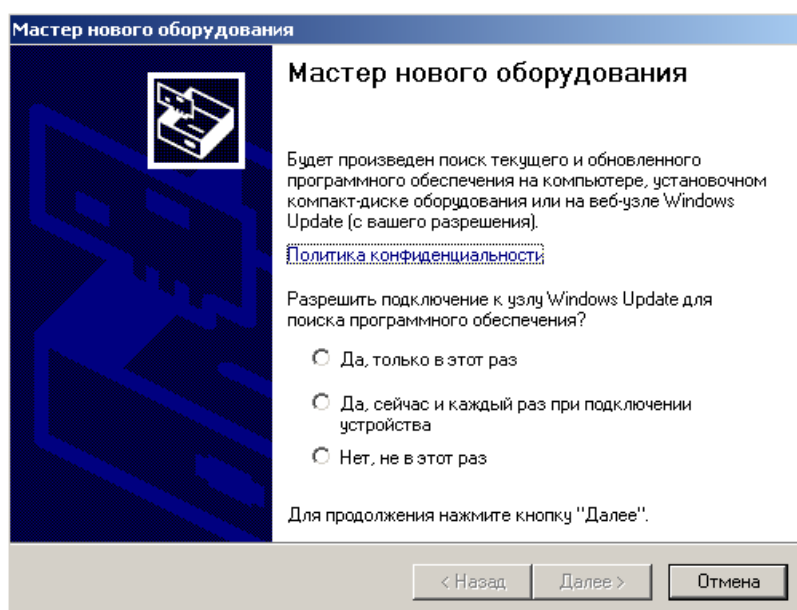 Мастер нового оборудования
Мастер нового оборудования
Будет произведен поиск текущего и обновленного
программного обеспечения на компьютере, установочном
компакт-диске оборудования или на веб-узле Windows
Update (с вашего разрешения).
Политика конфиденциальности
Разрешить подключение к узлу Windows Update для
поиска программного обеспечения?
Да, только в этот раз
Да, сейчас и каждый раз при подключении
устройства
Нет, не в этот раз
Для продолжения нажмите кнопку "Далее".
< Назад Далее > Отмена